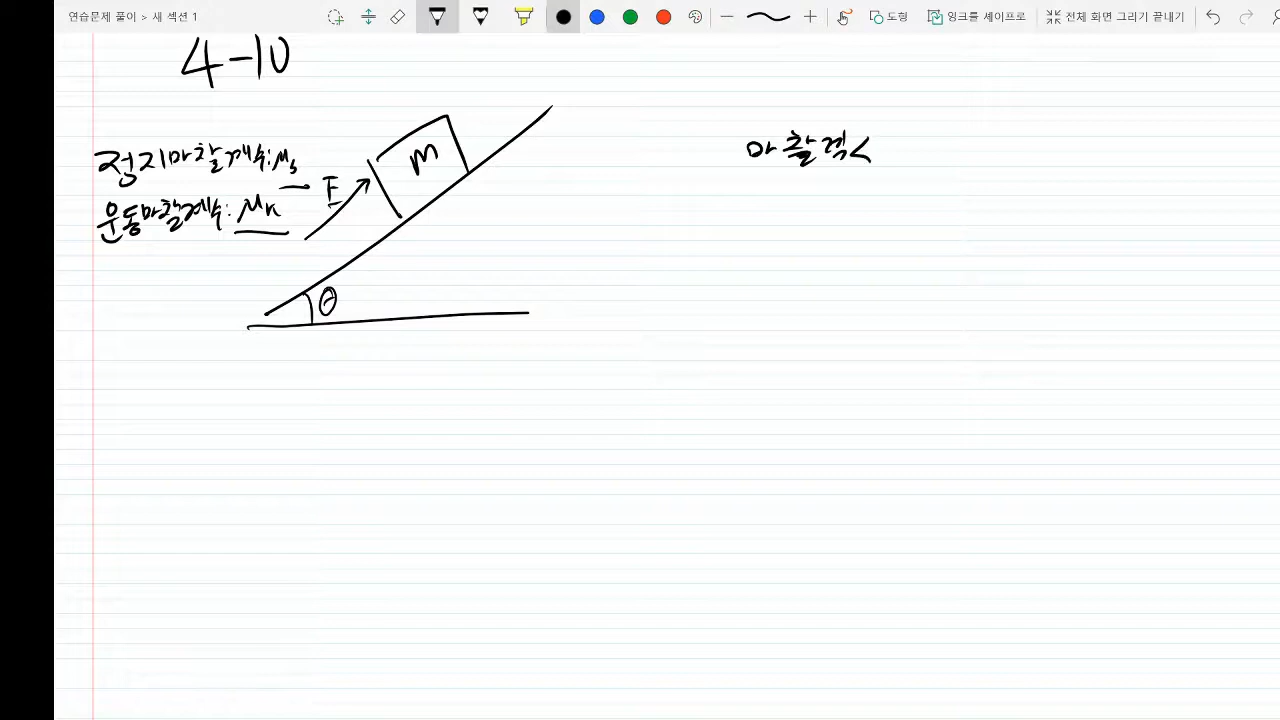 연습문제 풀이 > 새 섹션 1
도형
잉크를 셰이프로
전체 화면 그리기 끝내기
4-10
정지마찰계수: μs
운동마찰계수: μk
F
m
θ
마찰력<